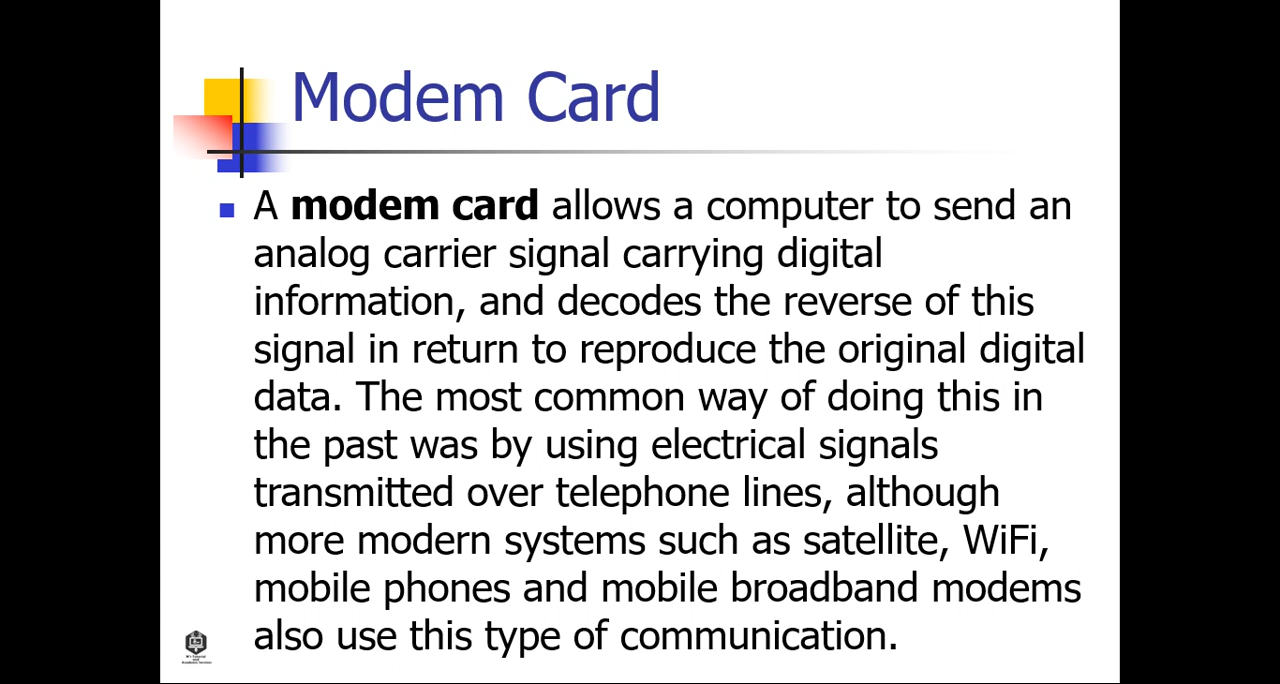 Modem Card
A modem card allows a computer to send an
analog carrier signal carrying digital
information, and decodes the reverse of this
signal in return to reproduce the original digital
data. The most common way of doing this in
the past was by using electrical signals
transmitted over telephone lines, although
more modern systems such as satellite, WiFi,
mobile phones and mobile broadband modems
also use this type of communication.